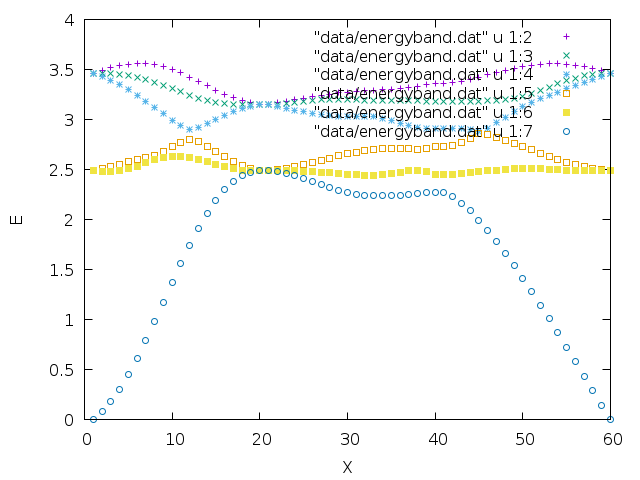 4
3.5
3
2.5
2
1.5
1
0.5
0
E
"data/energyband.dat" u 1:2
"data/energyband.dat" u 1:3
"data/energyband.dat" u 1:4
"data/energyband.dat" u 1:5
"data/energyband.dat" u 1:6
"data/energyband.dat" u 1:7
0 10 20 30 40 50 60
X